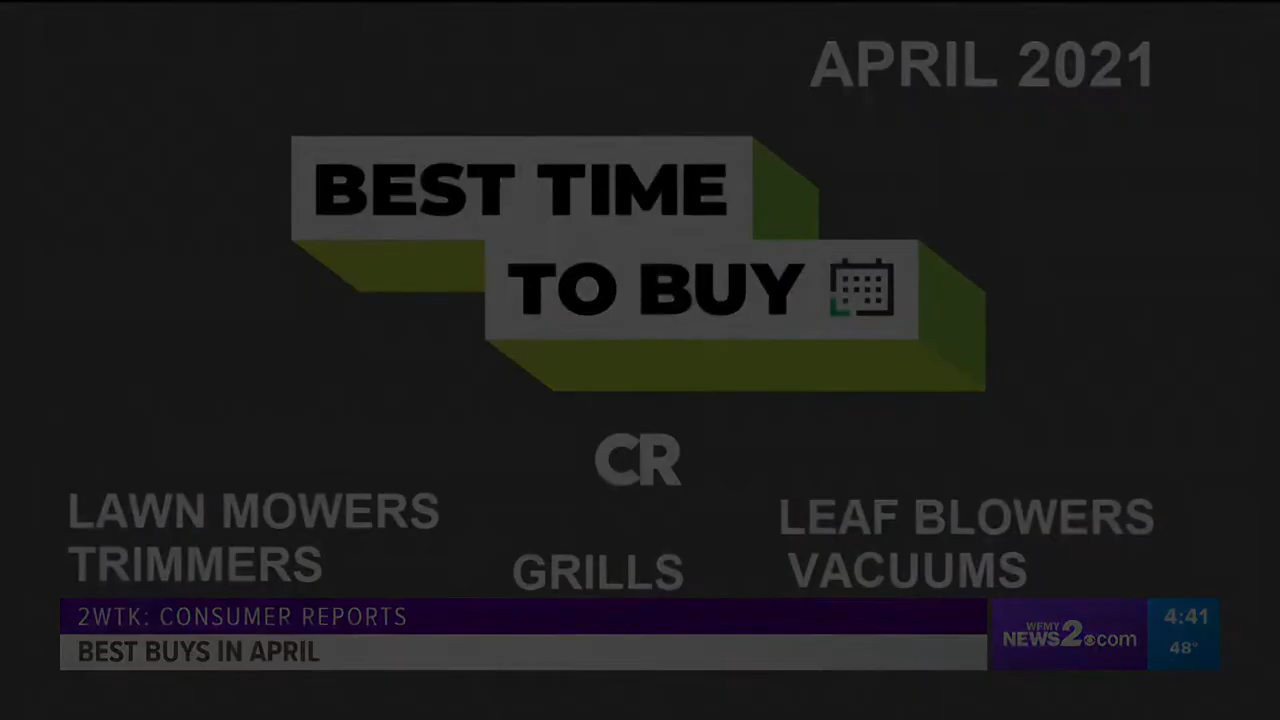 APRIL 2021
BEST TIME
TO BUY
CR
LAWN MOWERS
TRIMMERS
GRILLS
LEAF BLOWERS
VACUUMS
2WTK: CONSUMER REPORTS
BEST BUYS IN APRIL
WFMY
NEWS2 com
4:41
48°